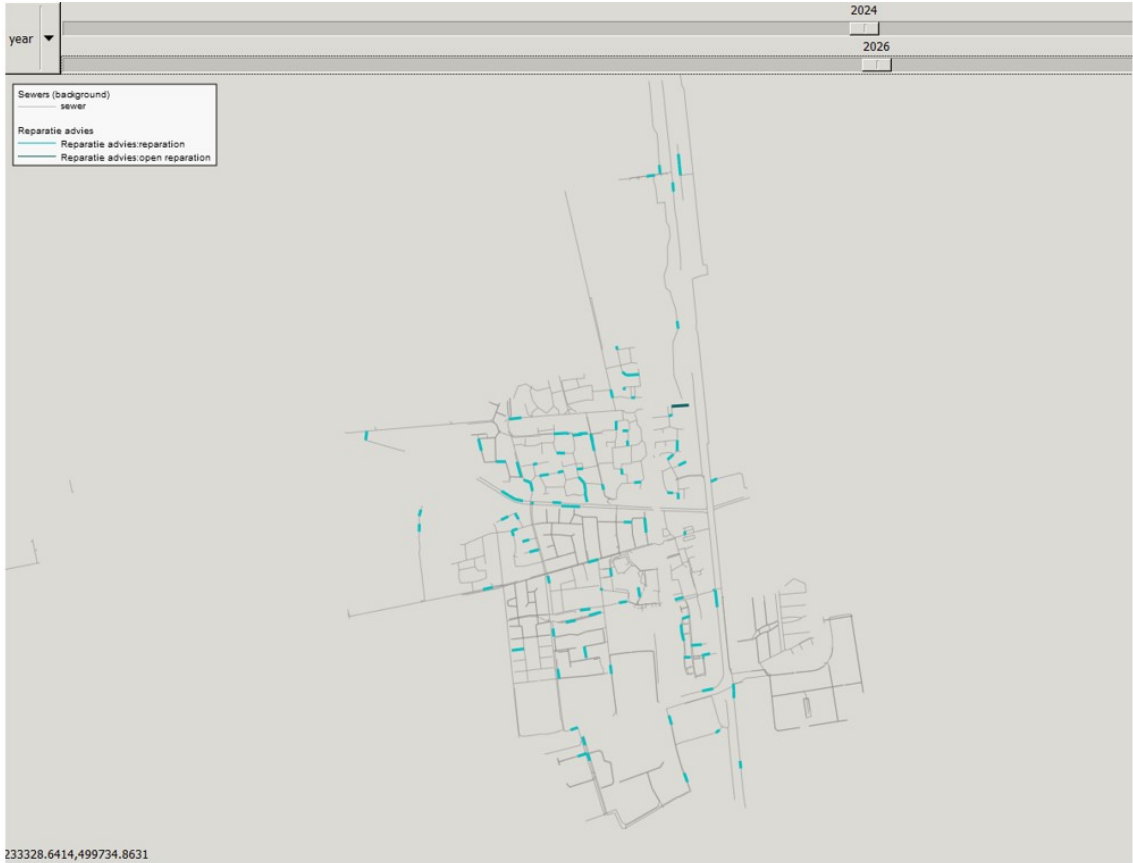 2024
year
2026
Sewers (background)
sewer
Reparatie advies
Reparatie advies:reparation
Reparatie advies:open reparation
233328.6414,499734.8631